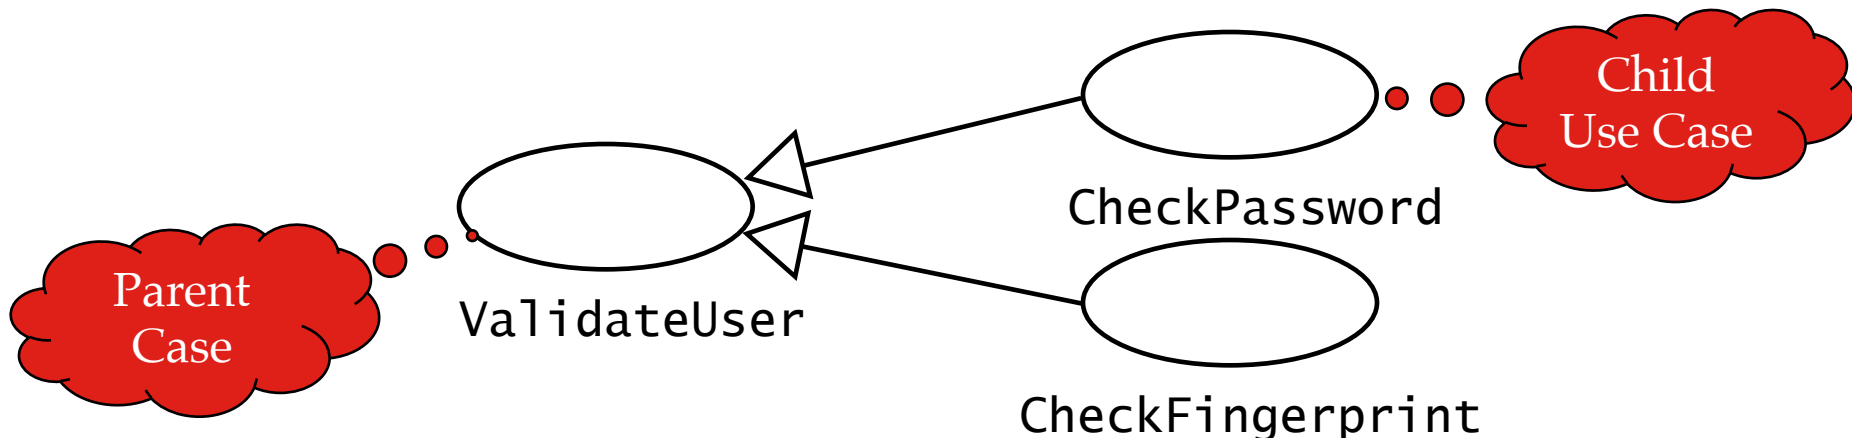 Child
Use Case
CheckPassword
Parent
Case
ValidateUser
CheckFingerprint